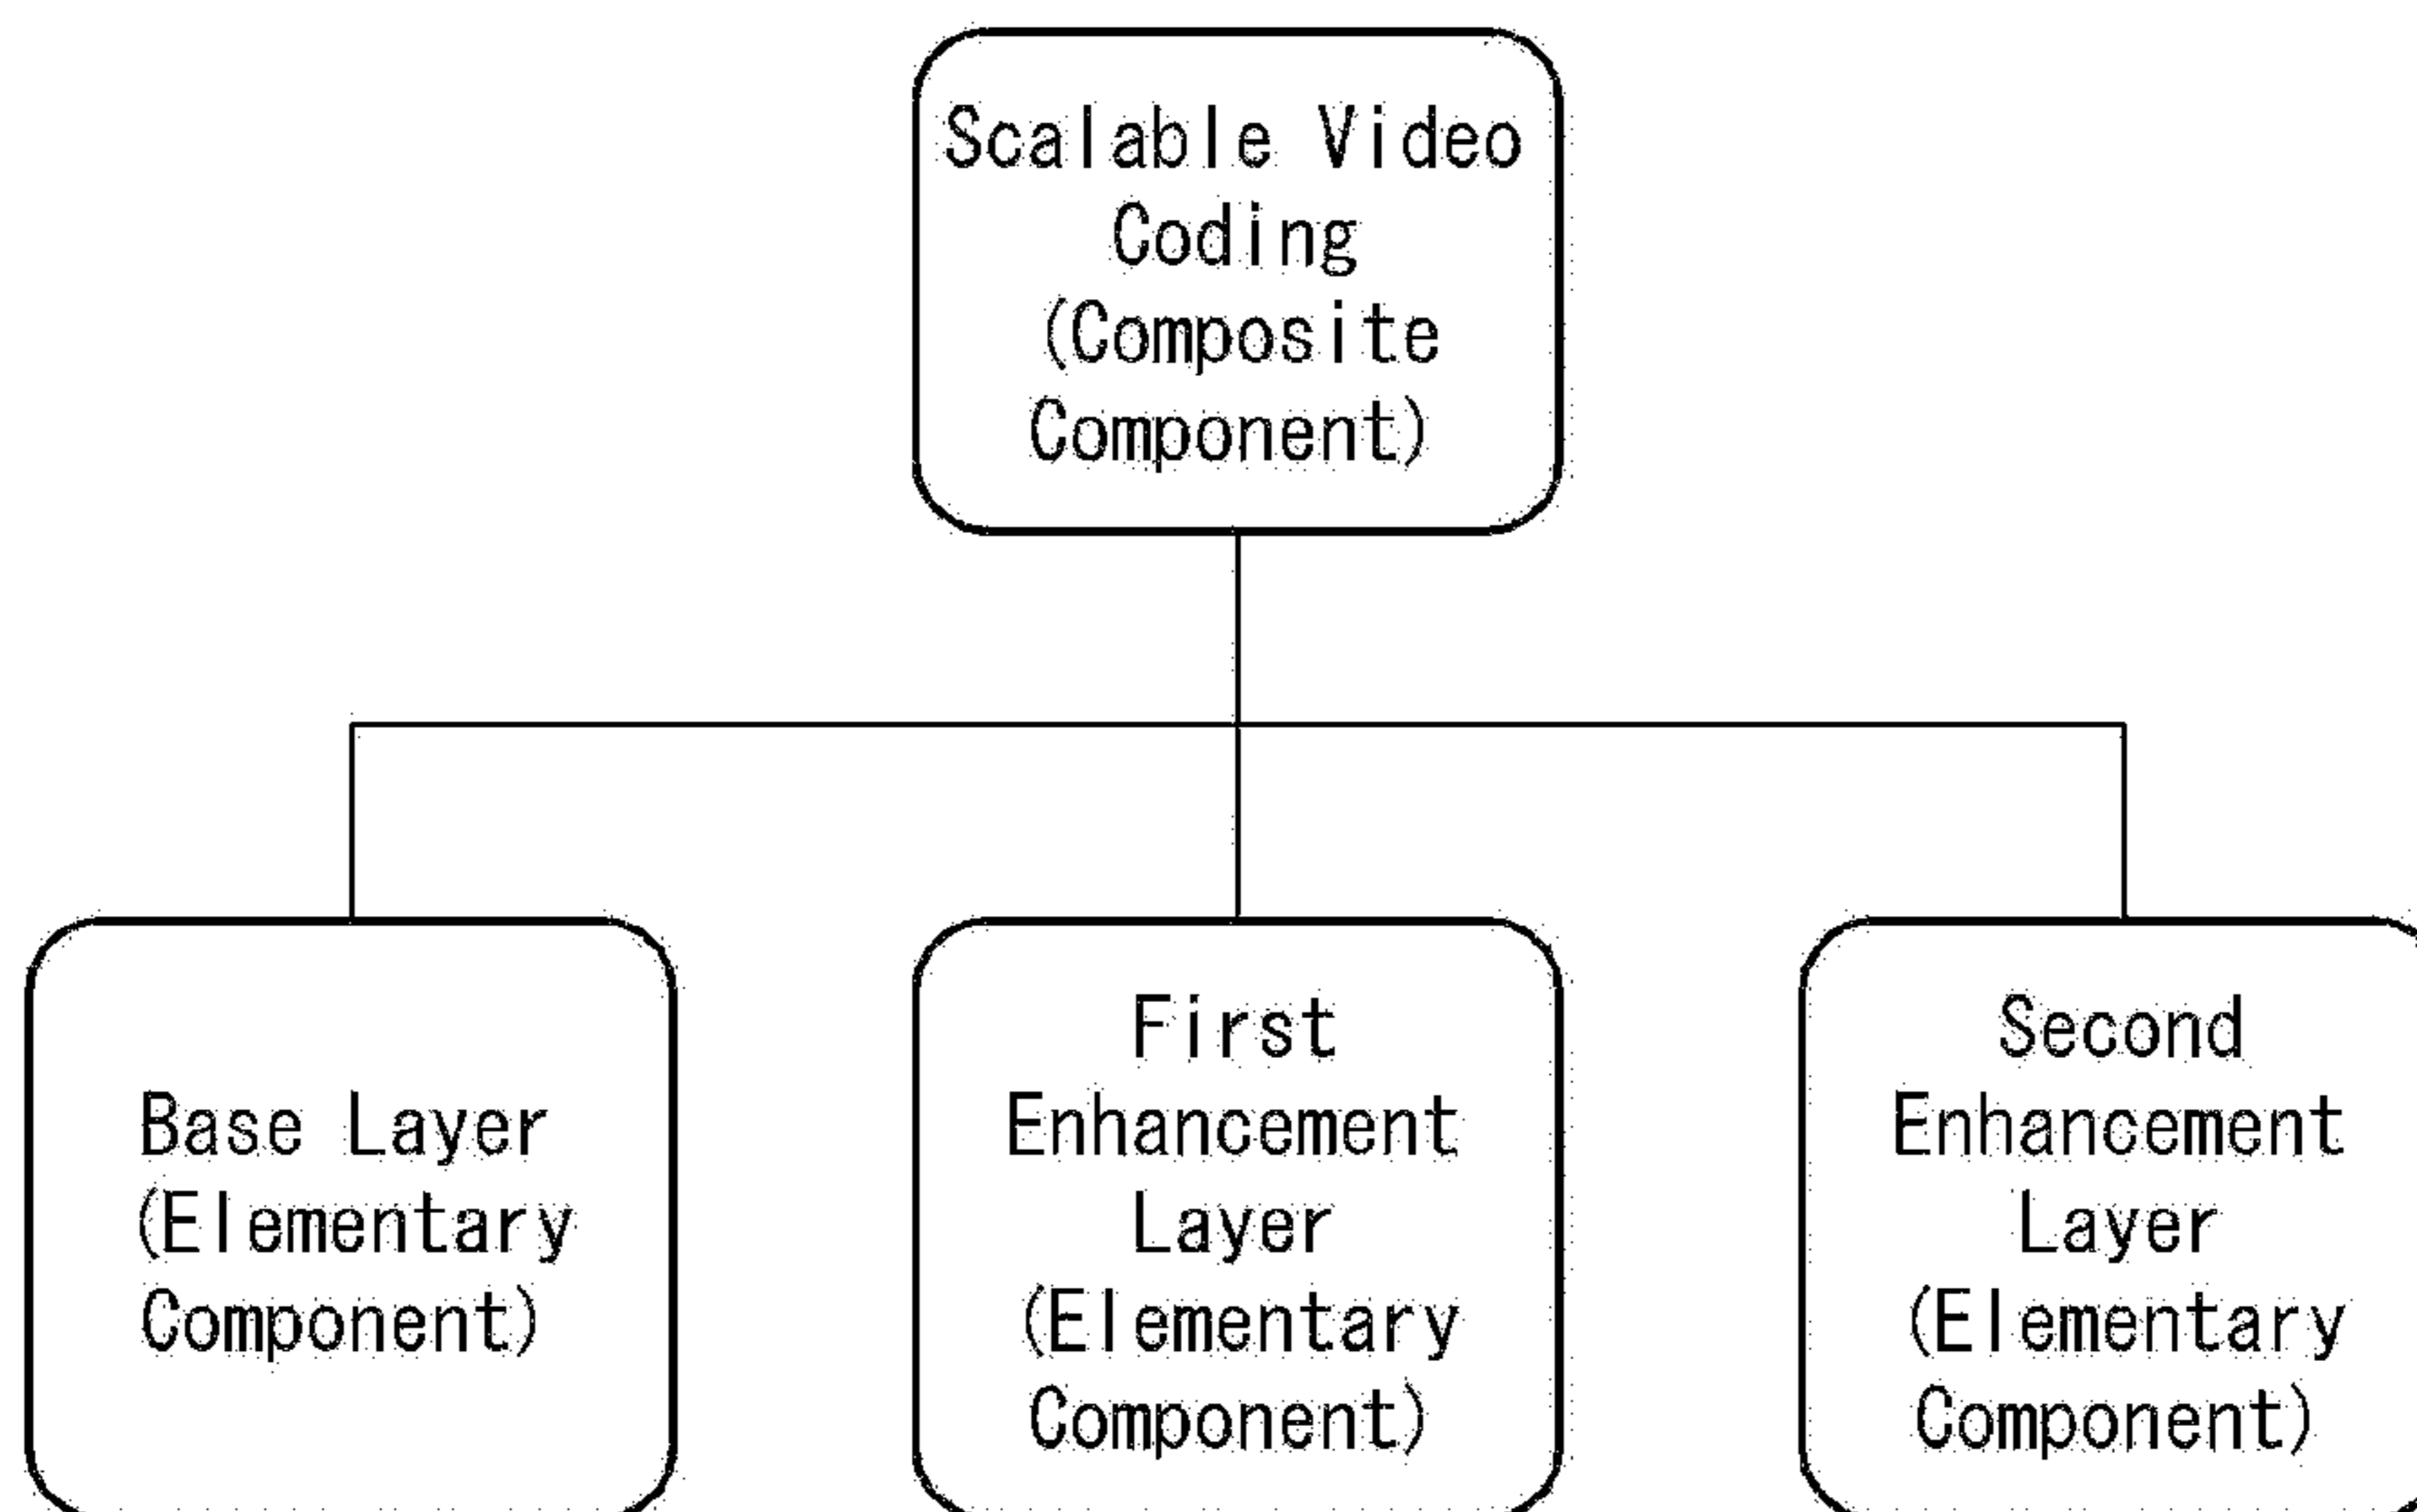 Scalable Video
Coding
(Composite
Component)
Base Layer
(Elementary
Component)
First
Enhancement
Layer
(Elementary
Component)
Second
Enhancement
Layer
(Elementary
Component)